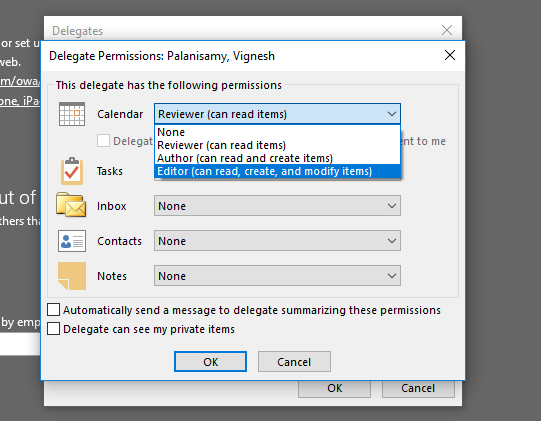 Delegates
or set u
web.
m/owa/
one, iPa
Delegate Permissions: Palanisamy, Vignesh
This delegate has the following permissions
Calendar Reviewer (can read items)
None
Delegat ent to me
Reviewer (can read items)
Author (can read and create items)
Tasks Editor (can read, create, and modify items)
ut of
Inbox None
thers tha
Contacts None
Notes None
Automatically send a message to delegate summarizing these permissions
by emp
Delegate can see my private items
OK Cancel
OK Cancel